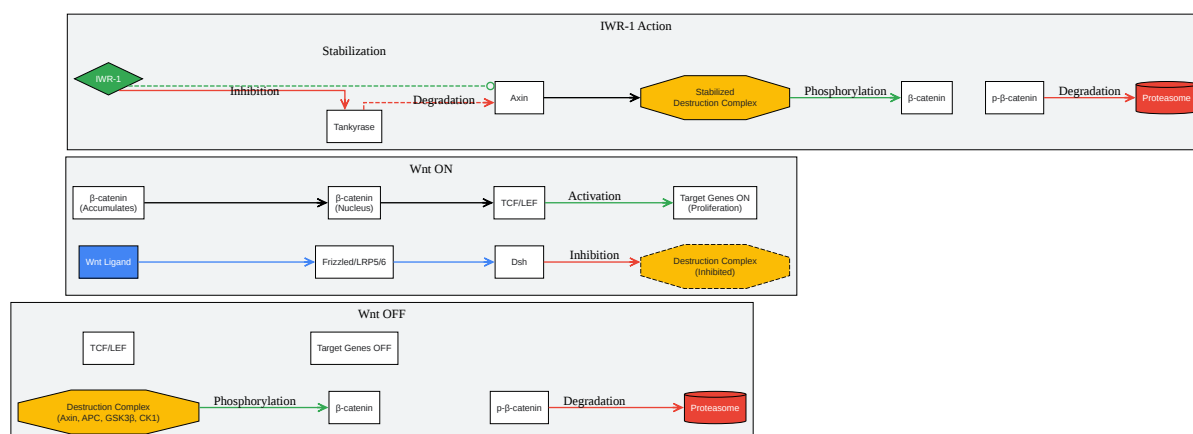 IWR-1 Action
Stabilization
IWR-1
Inhibition
Tankyrase
Degradation
Axin
Stabilized
Destruction Complex
Phosphorylation
β-catenin
p-β-catenin
Degradation
Proteasome
Wnt ON
β-catenin
(Accumulates)
β-catenin
(Nucleus)
TCF/LEF
Activation
Target Genes ON
(Proliferation)
Wnt Ligand
Frizzled/LRP5/6
Dsh
Inhibition
Destruction Complex
(Inhibited)
Wnt OFF
TCF/LEF
Target Genes OFF
Destruction Complex
(Axin, APC, GSK3β, CK1)
Phosphorylation
β-catenin
p-β-catenin
Degradation
Proteasome